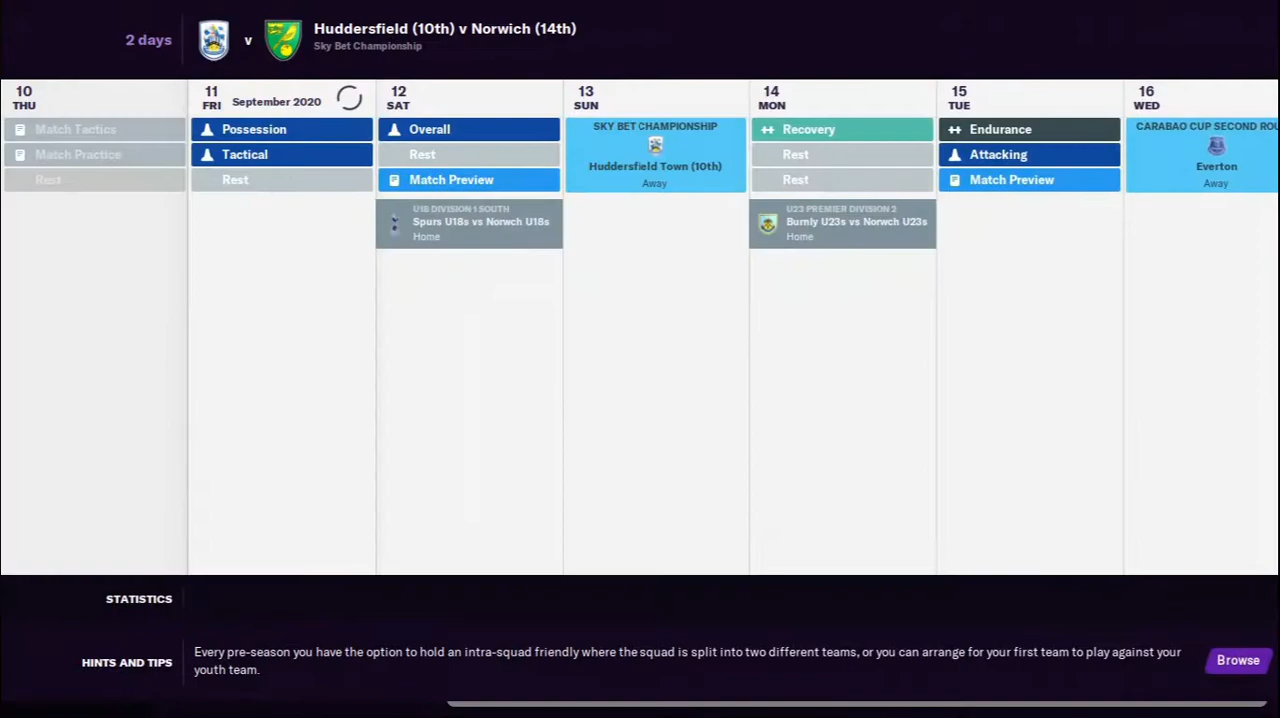 2 days
v
Huddersfield (10th) v Norwich (14th)
Sky Bet Championship
10
THU
11
FRI
September 2020
12
SAT
13
SUN
14
MON
15
TUE
16
WED
Match Tactics
Match Practice
Rest
Possession
Tactical
Rest
Overall
Rest
Match Preview
U18 DIVISION 1 SOUTH
Spurs U18s vs Norwch U18s
Home
SKY BET CHAMPIONSHIP
Huddersfield Town (10th)
Away
Recovery
Rest
Rest
U23 PREMIER DIVISION 2
Burnly U23s vs Norwch U23s
Home
Endurance
Attacking
Match Preview
CARABAO CUP SECOND ROU
Everton
Away
STATISTICS
HINTS AND TIPS
Every pre-season you have the option to hold an intra-squad friendly where the squad is split into two different teams, or you can arrange for your first team to play against your
youth team.
Browse